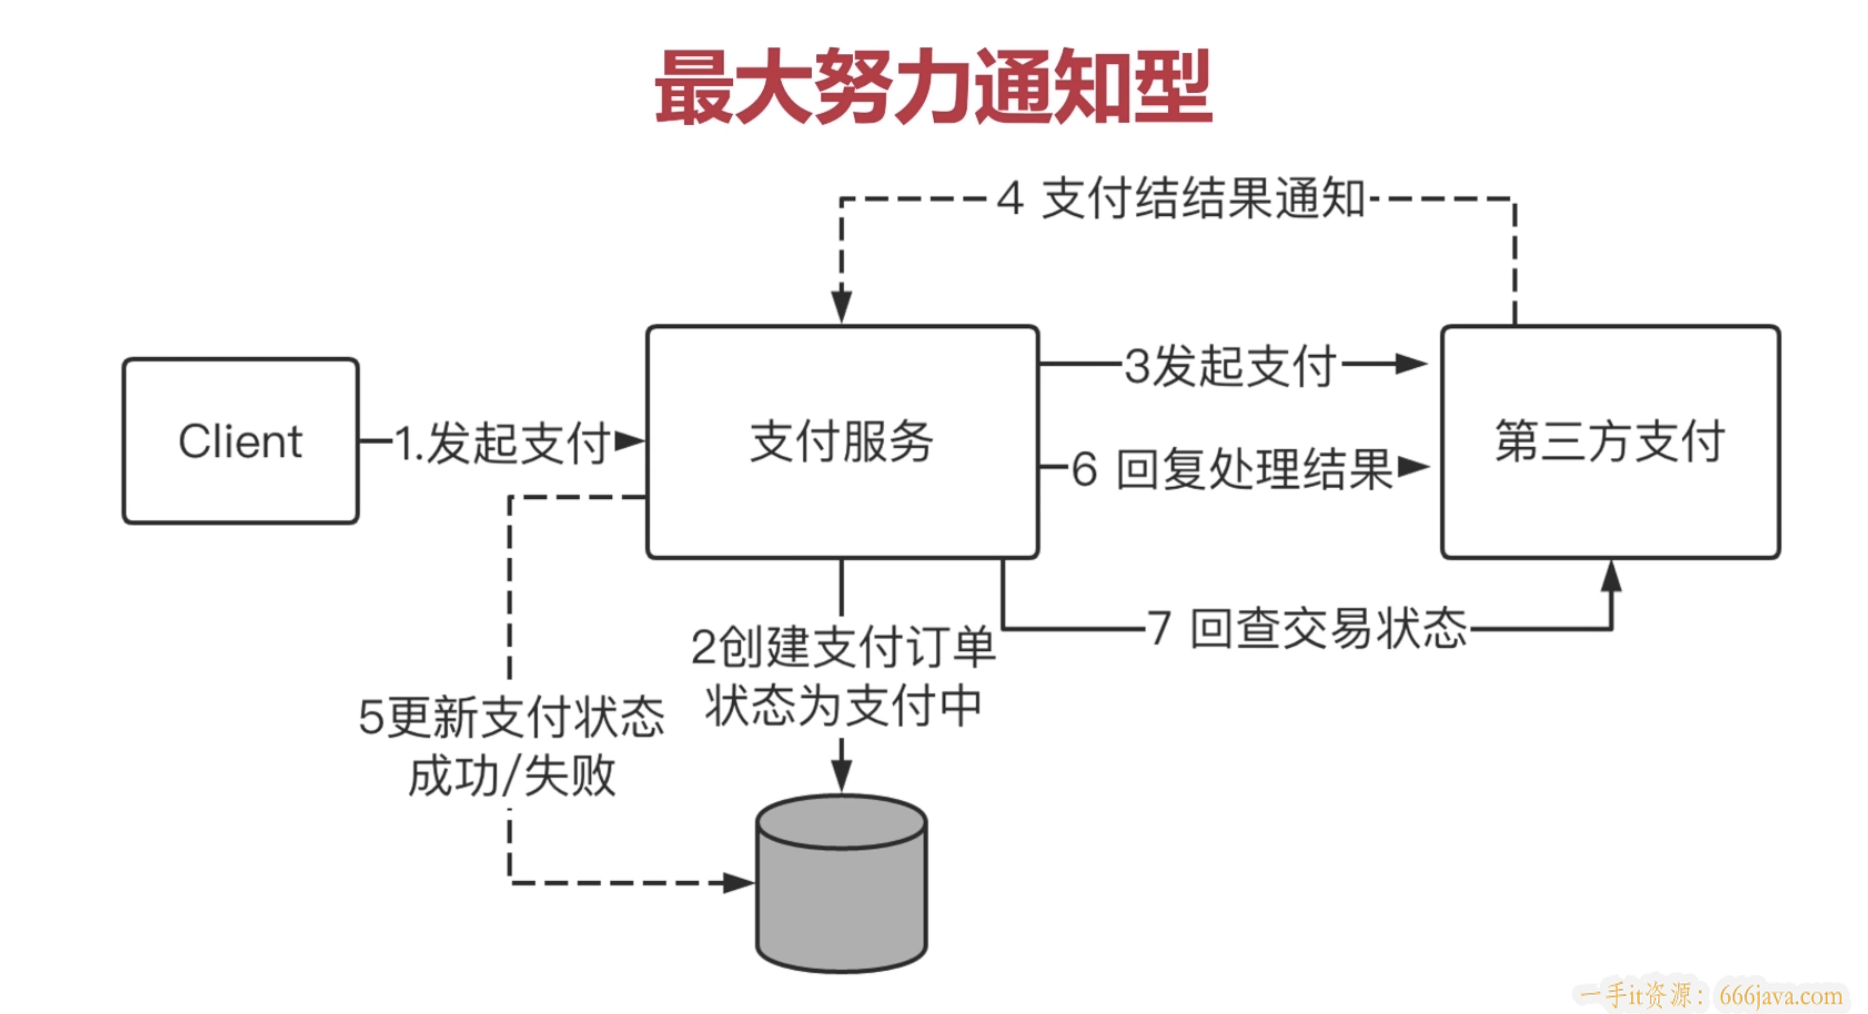 最大努力通知型
4 支付结结果通知
3发起支付
Client
1.发起支付
支付服务
第三方支付
6 回复处理结果
7 回查交易状态
2创建支付订单
状态为支付中
5更新支付状态
成功/失败
一手it资源：666java.com